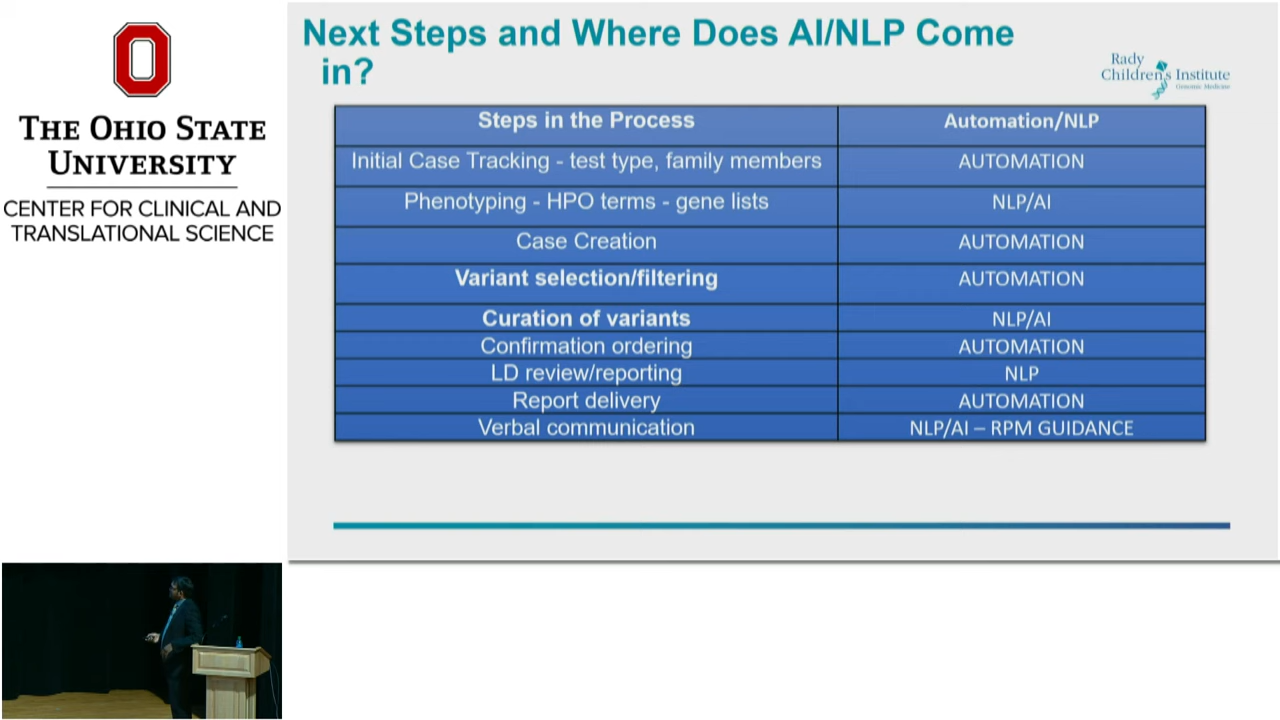 THE OHIO STATE
UNIVERSITY
CENTER FOR CLINICAL AND
TRANSLATIONAL SCIENCE
Next Steps and Where Does AI/NLP Come
in?
Rady
Children's Institute
Genomic Medicine
Steps in the Process Automation/NLP
Initial Case Tracking - test type, family members AUTOMATION
Phenotyping - HPO terms - gene lists NLP/AI
Case Creation AUTOMATION
Variant selection/filtering AUTOMATION
Curation of variants NLP/AI
Confirmation ordering AUTOMATION
LD review/reporting NLP
Report delivery AUTOMATION
Verbal communication NLP/AI – RPM GUIDANCE